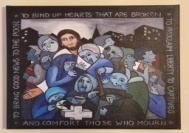 TO BRING GOOD NEWS TO THE POOR
TO BIND UP HEARTS THAT ARE BROKEN
TO PROCLAIM LIBERTY TO CAPTIVES
AND COMFORT THOSE WHO MOURN